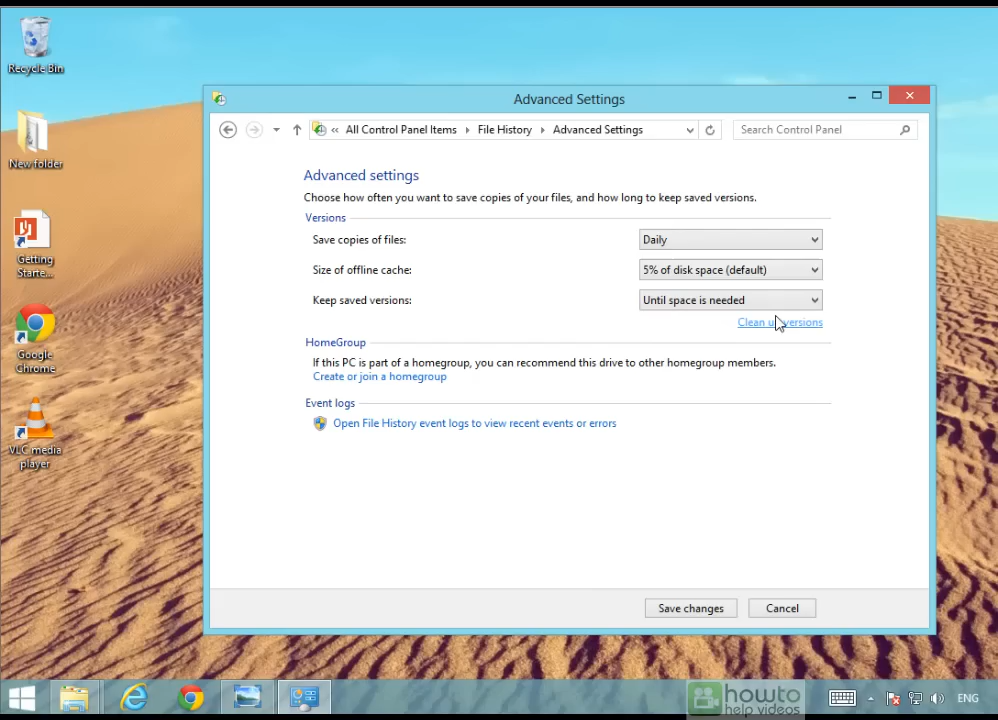 Recycle Bin
New folder
Getting
Starte...
Google
Chrome
VLC media
player
Advanced Settings
« All Control Panel Items File History Advanced Settings
Search Control Panel
Advanced settings
Choose how often you want to save copies of your files, and how long to keep saved versions.
Versions
Save copies of files: Daily
Size of offline cache: 5% of disk space (default)
Keep saved versions: Until space is needed
Clean up versions
HomeGroup
If this PC is part of a homegroup, you can recommend this drive to other homegroup members.
Create or join a homegroup
Event logs
Open File History event logs to view recent events or errors
Save changes Cancel
howto
help videos
ENG